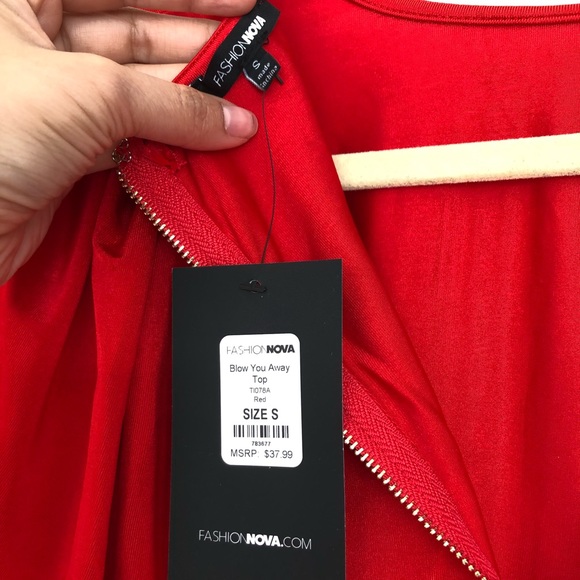 FASHIONNOVA
S
made
in china
FASHIONNOVA
Blow You Away
Top
TI078A
Red
SIZE S
783677
MSRP: $37.99
FASHIONNOVA.COM